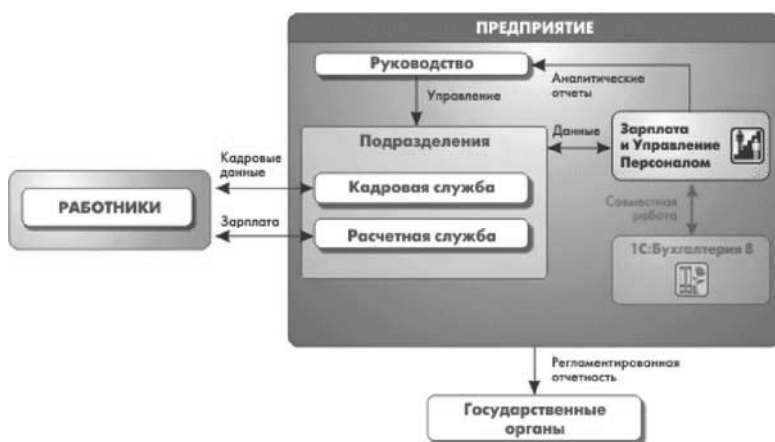 ПРЕДПРИЯТИЕ
Руководство
Аналитические
отчеты
Управление
Подразделения
Данные
Зарплата
и Управление
Персоналом
Кадровые
данные
Кадровая служба
РАБОТНИКИ
Зарплата
Расчетная служба
Совместная
работа
1С:Бухгалтерия 8
Регламентированная
отчетность
Государственные
органы